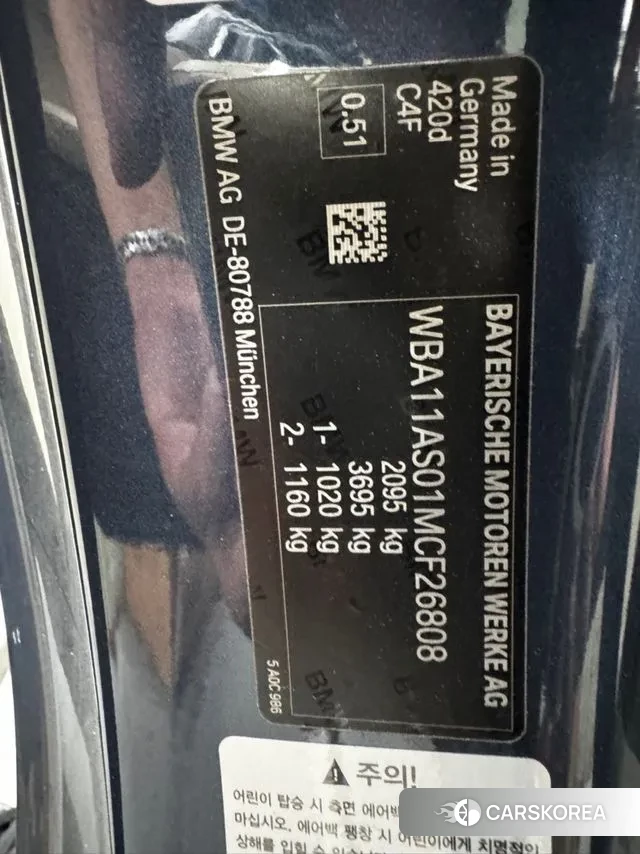 Made in
Germany
420d
C4F
0.51
BMW AG DE-80788 München
BAYERISCHE MOTOREN WERKE AG
WBA11AS01MCF26808
2095 kg
3695 kg
1- 1020 kg
2- 1160 kg
5 A0C 986
주의!
어린이 탑승 시 측면 에어백
마십시오. 에어백 팽창 시 어린이에게 치명적인
상해를 입힐 수
CARSKOREA